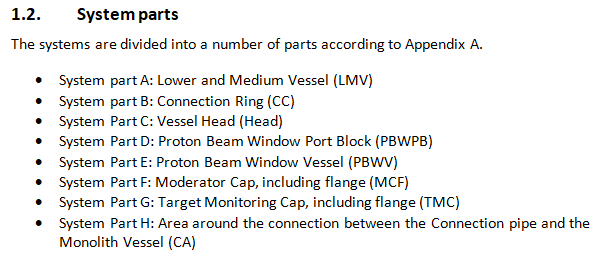 1.2. System parts
The systems are divided into a number of parts according to Appendix A.
• System part A: Lower and Medium Vessel (LMV)
• System part B: Connection Ring (CC)
• System Part C: Vessel Head (Head)
• System Part D: Proton Beam Window Port Block (PBWPB)
• System Part E: Proton Beam Window Vessel (PBWV)
• System Part F: Moderator Cap, including flange (MCF)
• System Part G: Target Monitoring Cap, including flange (TMC)
• System Part H: Area around the connection between the Connection pipe and the
Monolith Vessel (CA)